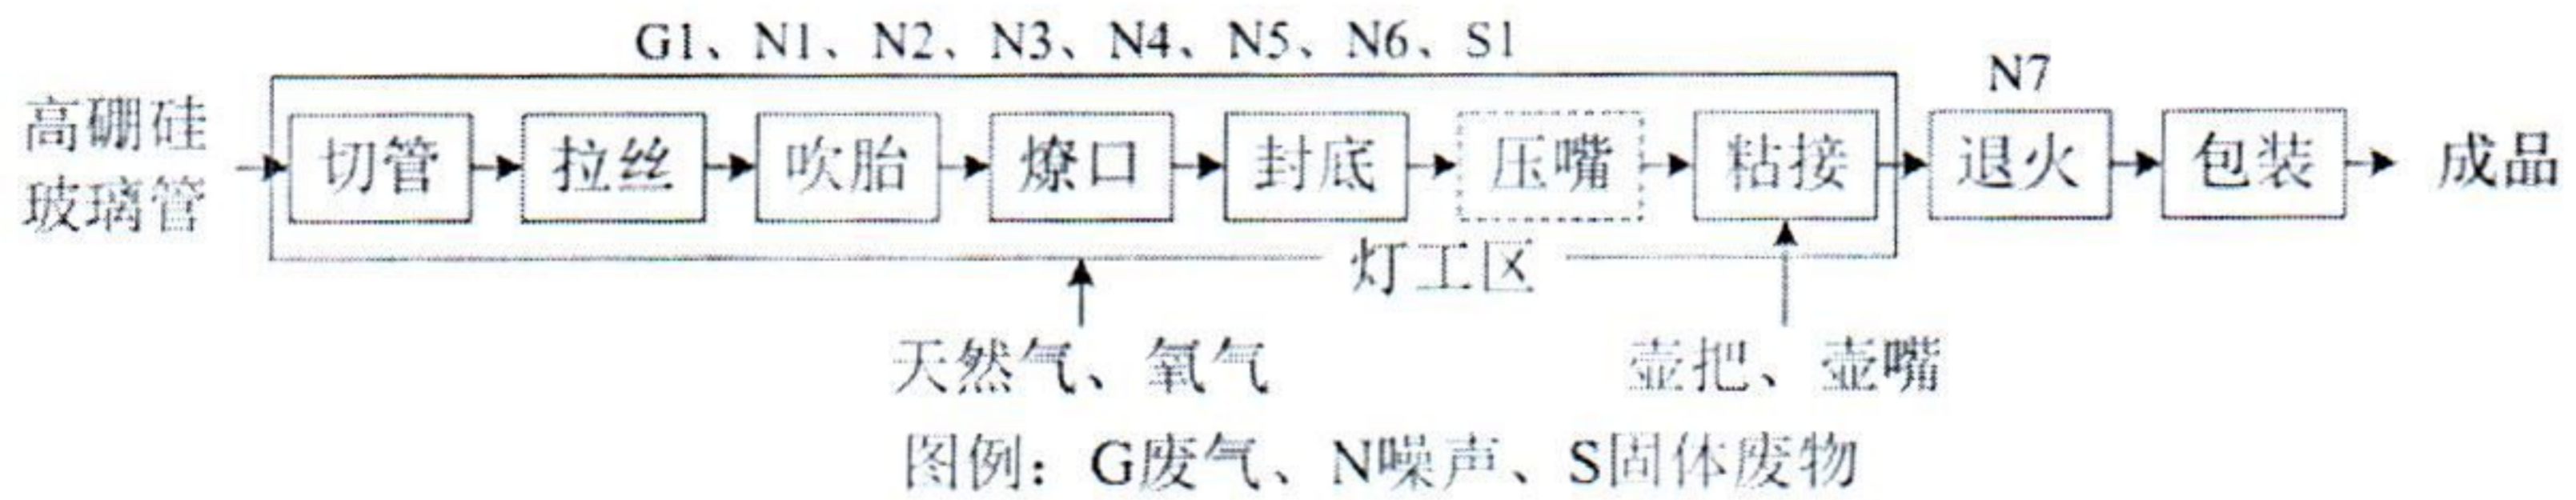 G1、N1、N2、N3、N4、N5、N6、S1
N7
高硼硅
玻璃管
切管
拉丝
吹胎
燎口
封底
压嘴
粘接
退火
包装
成品
灯工区
天然气、氧气
壶把、壶嘴
图例：G废气、N噪声、S固体废物